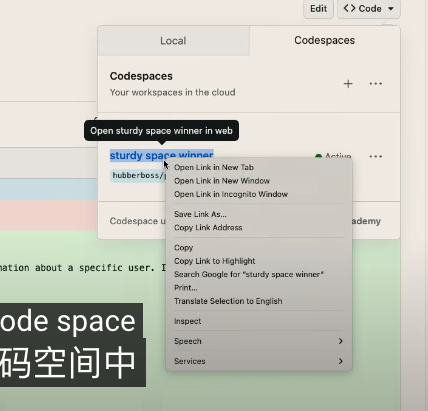 Edit
<> Code
Local
Codespaces
Codespaces
Your workspaces in the cloud
Open sturdy space winner in web
sturdy space winner
Active
hubberboss/
Open Link in New Tab
Open Link in New Window
Open Link in Incognito Window
Save Link As...
Copy Link Address
Codespace u
ademy
Copy
Copy Link to Highlight
Search Google for “sturdy space winner”
Print...
Translate Selection to English
mation about a specific user. I
Inspect
Speech
Services
ode space
码空间中